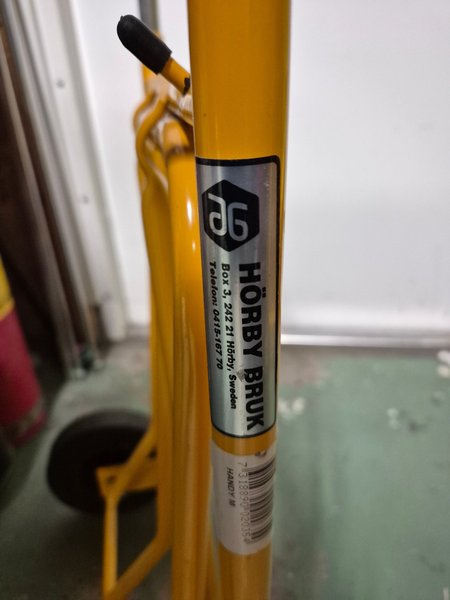 HÖRBY BRUK
Box 3, 242 21 Hörby, Sweden
Telefon: 0415-167 70
HANDY M